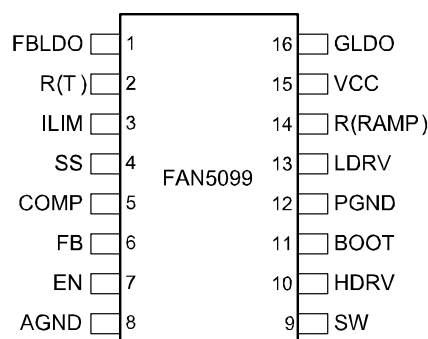 FBLDO 1 16 GLDO
R(T) 2 15 VCC
ILIM 3 14 R(RAMP)
SS 4 13 LDRV
FAN5099
COMP 5 12 PGND
FB 6 11 BOOT
EN 7 10 HDRV
AGND 8 9 SW